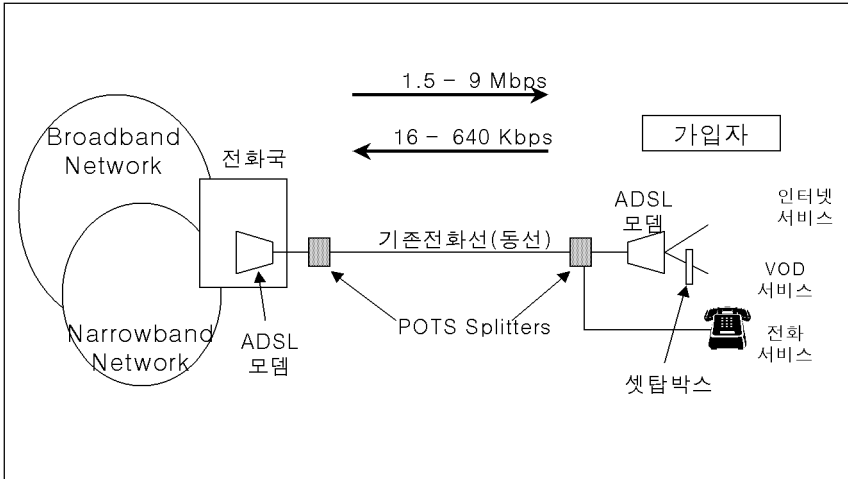 1.5 - 9 Mbps
16 - 640 Kbps
가입자
Broadband
Network
전화국
ADSL
모뎀
인터넷
서비스
기존전화선(동선)
VOD
서비스
POTS Splitters
Narrowband
Network
ADSL
모뎀
전화
서비스
셋탑박스